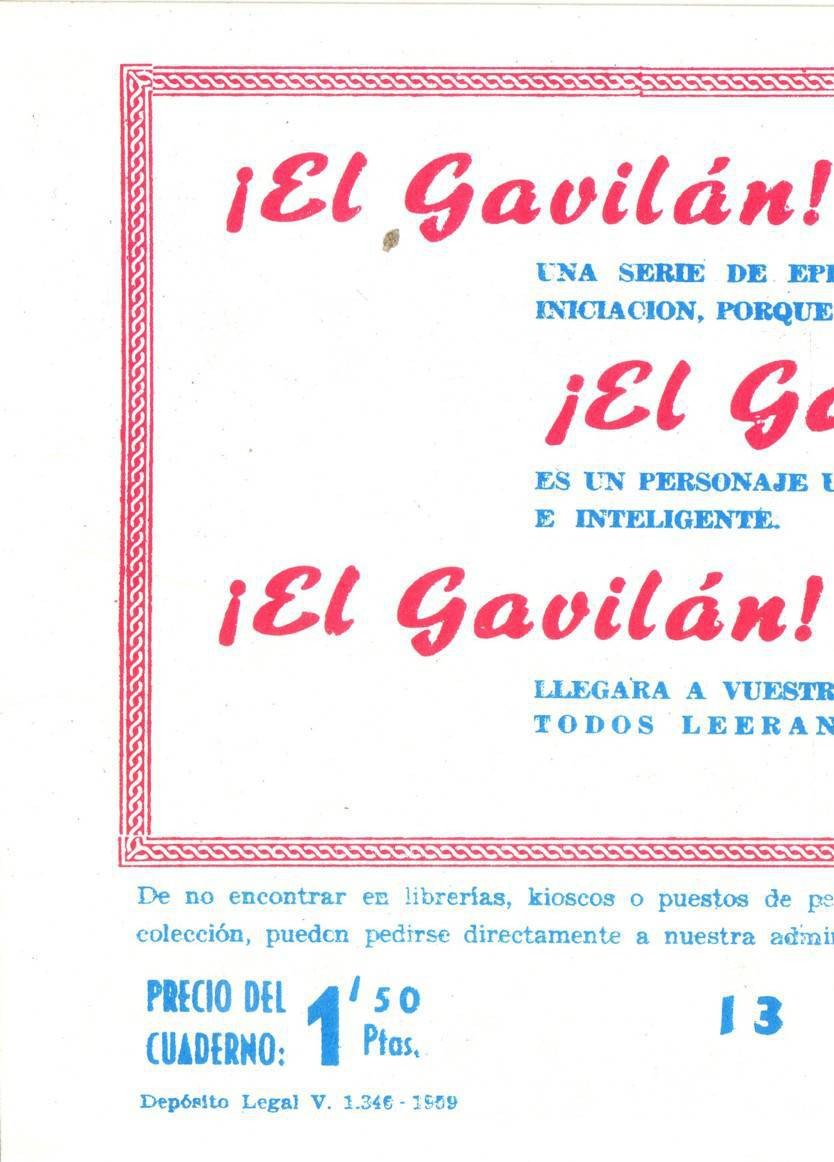 ¡El Gavilán!
UNA SERIE DE
INICIACION, PORQUE
¡El
ES UN PERSONAJE
E INTELIGENTE.
¡El Gavilán!
LLEGARA A
TODOS LEERAN
De no encontrar en librerías, kioscos o puestos de
colección, pueden pedirse directamente a nuestra
PRECIO DEL
CUADERNO:
1'50
Ptas.
13
Depósito Legal V. 1.346 - 1959